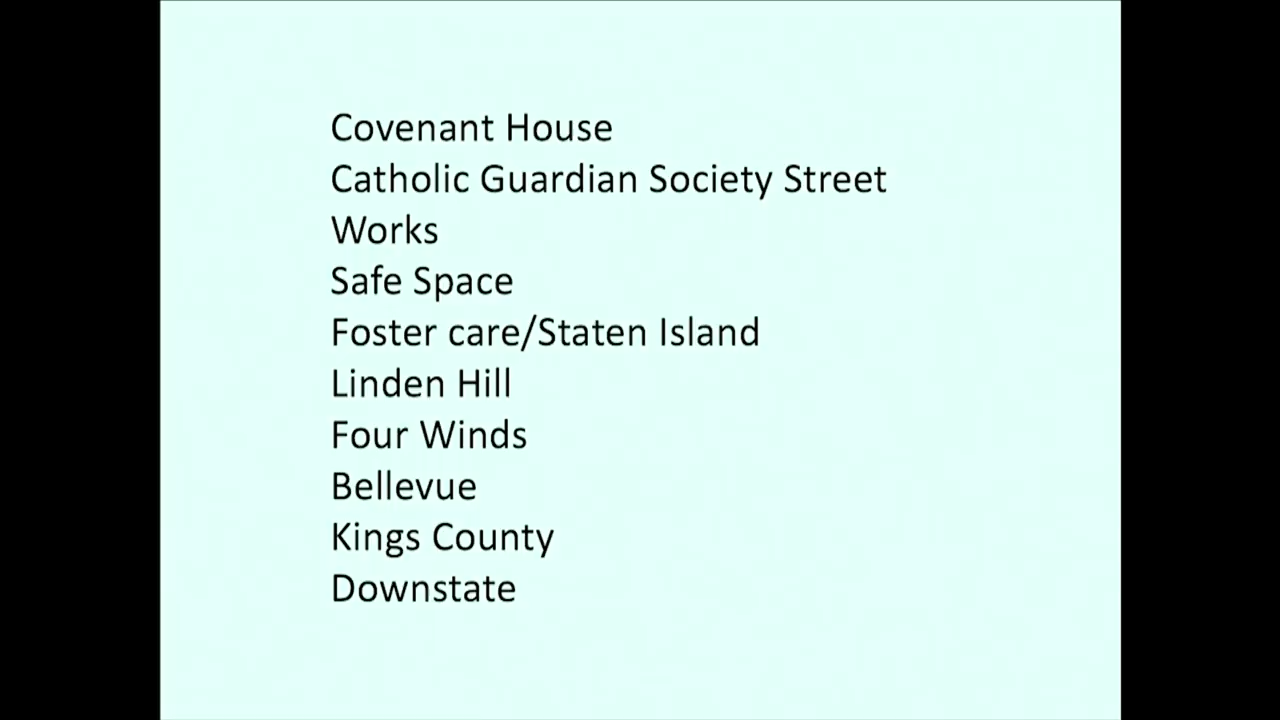 Covenant House
Catholic Guardian Society Street
Works
Safe Space
Foster care/Staten Island
Linden Hill
Four Winds
Bellevue
Kings County
Downstate